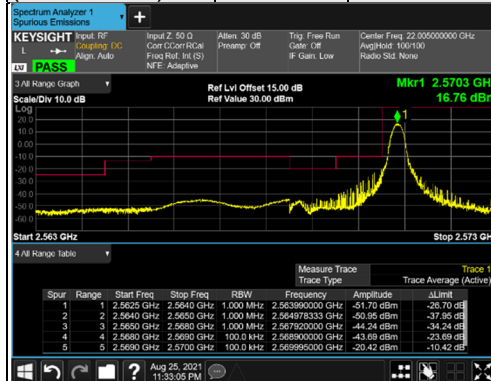 Spectrum Analyzer 1
Spurious Emissions
KEYSIGHT Input: RF Input Z: 50 Ω Atten: 30 dB Trig: Free Run Center Freq: 22.005000000 GHz
Coupling: DC Corr CCorr RCal Preamp: Off Gate: Off Avg|Hold: 100/100
L Align: Auto Freq Ref: Int (S) IF Gain: Low Radio Std: None
NFE: Adaptive
LXI PASS
3 All Range Graph Ref Lvl Offset 15.00 dB Mkr1 2.5703 GH
Scale/Div 10.0 dB Ref Value 30.00 dBm 16.76 dBm
Log
1
20.0
10.0
0.00
-10.0
-20.0
-30.0
-40.0
-50.0
-60.0
Start 2.563 GHz Stop 2.573 GH
4 All Range Table
Measure Trace Trace 1
Trace Type Trace Average (Active)
Spur Range Start Freq Stop Freq RBW Frequency Amplitude ΔLimit
1 1 2.5625 GHz 2.5640 GHz 1.000 MHz 2.563990000 GHz -51.70 dBm -26.70 dB
2 2 2.5640 GHz 2.5650 GHz 1.000 MHz 2.564978333 GHz -50.95 dBm -37.95 dB
3 3 2.5650 GHz 2.5680 GHz 1.000 MHz 2.567920000 GHz -44.24 dBm -34.24 dB
4 4 2.5680 GHz 2.5690 GHz 100.0 kHz 2.568900000 GHz -43.69 dBm -23.69 dB
5 5 2.5690 GHz 2.5700 GHz 100.0 kHz 2.569995000 GHz -20.42 dBm -10.42 dB
Aug 25, 2021
11:33:05 PM